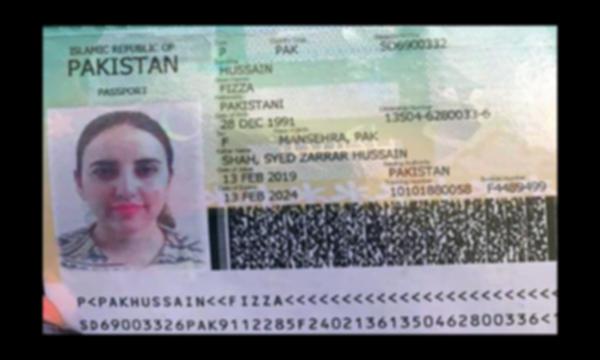 ISLAMIC REPUBLIC OF
PAKISTAN
PASSPORT
P PAK SD6900332
HUSSAIN
FIZZA
PAKISTANI
28 DEC 1991 13504-6280033-6
F MANSEHRA, PAK
SHAH, SYED ZARRAR HUSSAIN
13 FEB 2019 PAKISTAN
13 FEB 2024 10101880058 F4489499
P<PAKHUSSAIN<<FIZZA<<<<<<<<<<<<<<<<<<<<<<<<
SD69003326PAK9112285F2402136135046280033​6<